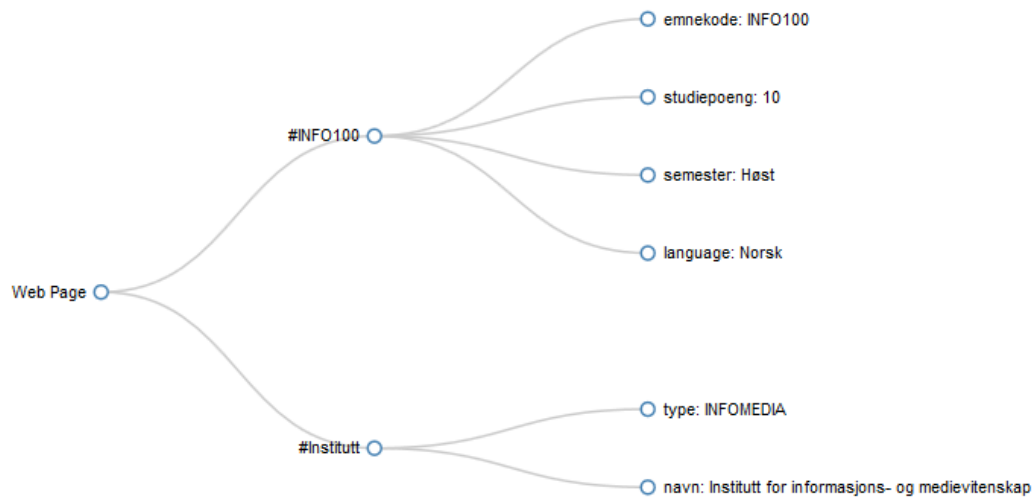 emnekode: INFO100
studiepoeng: 10
#INFO100
semester: Høst
language: Norsk
Web Page
type: INFOMEDIA
#Institutt
navn: Institutt for informasjons- og medievitenskap